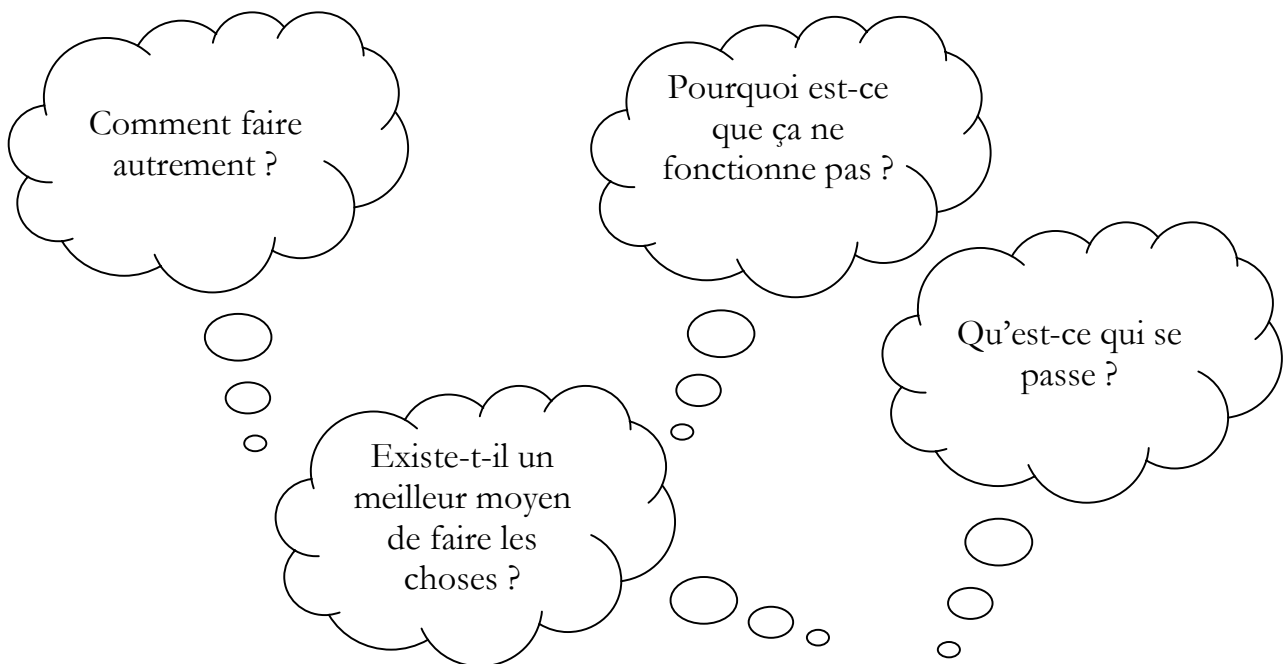 Comment faire
autrement ?
Pourquoi est-ce
que ça ne
fonctionne pas ?
Qu’est-ce qui se
passe ?
Existe-t-il un
meilleur moyen
de faire les
choses ?